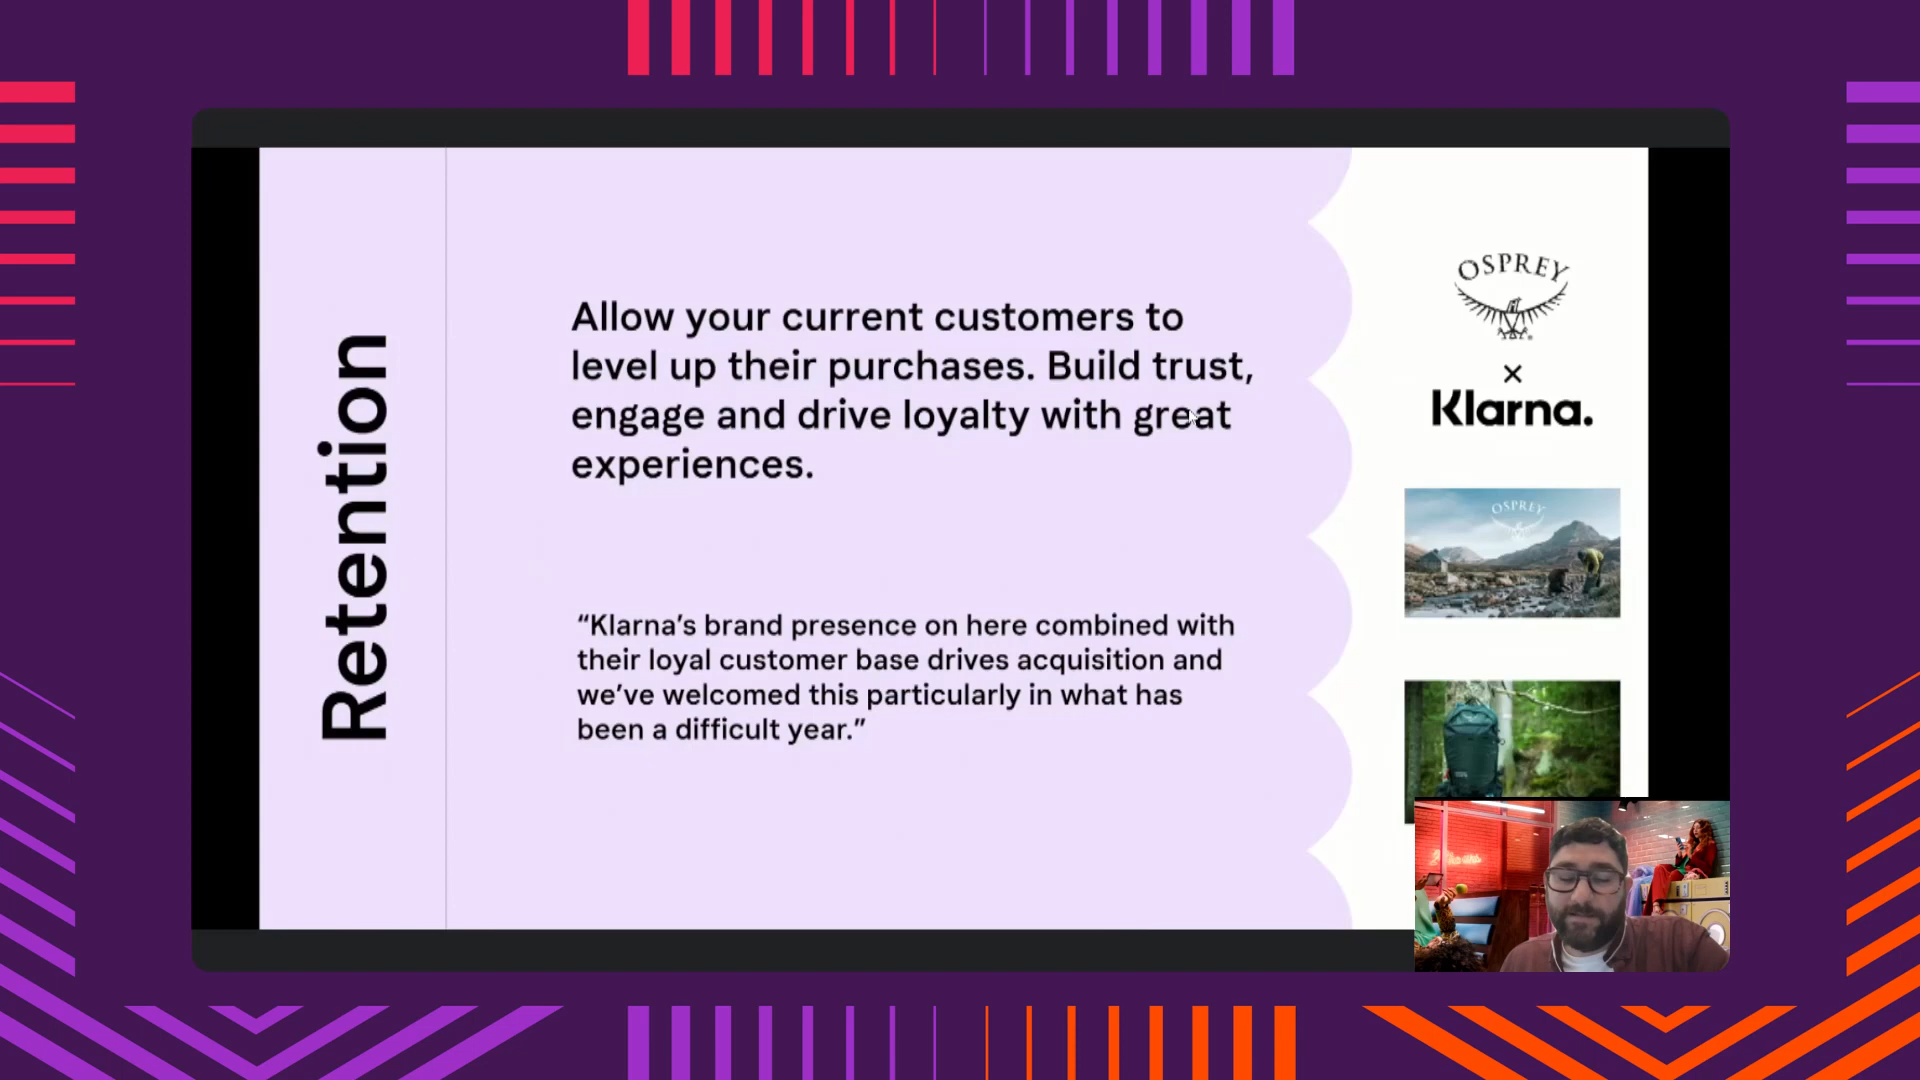 Retention
Allow your current customers to
level up their purchases. Build trust,
engage and drive loyalty with great
experiences.
“Klarna’s brand presence on here combined with
their loyal customer base drives acquisition and
we’ve welcomed this particularly in what has
been a difficult year.”
OSPREY
×
Klarna.
OSPREY